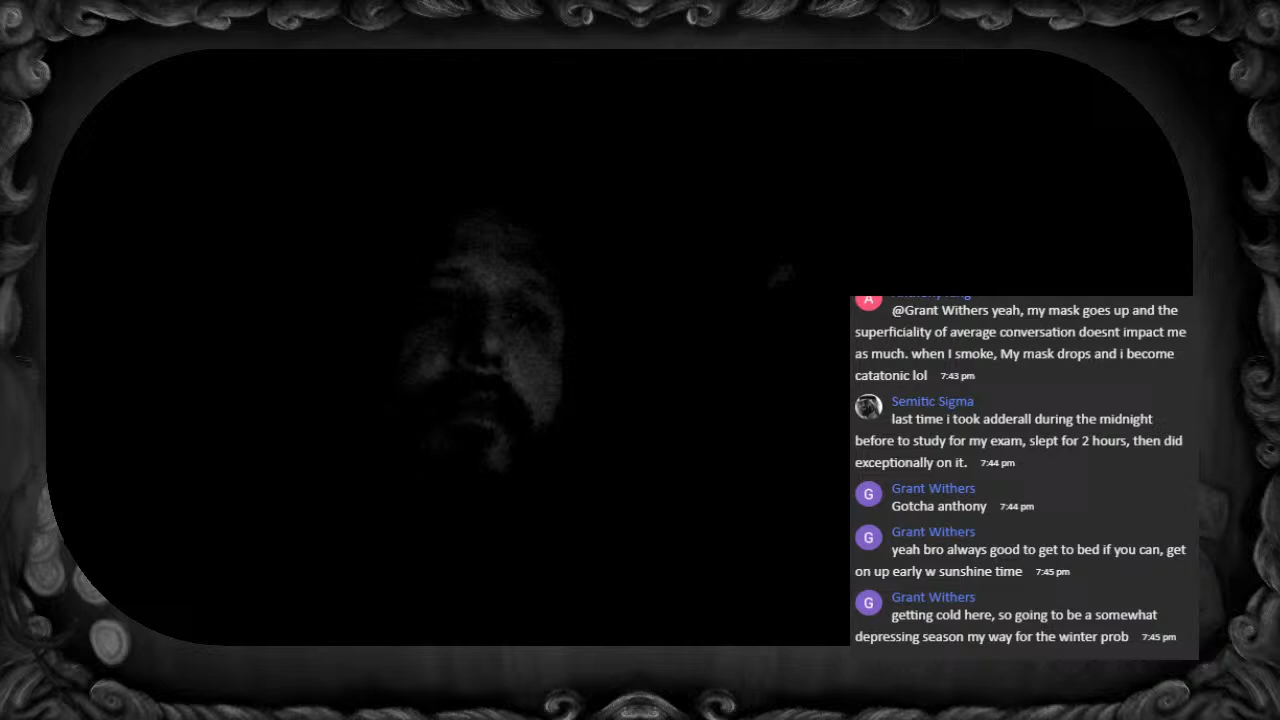 A
@Grant Withers yeah, my mask goes up and the
superficiality of average conversation doesnt impact me
as much. when I smoke, My mask drops and i become
catatonic lol 7:43 pm
Semitic Sigma
last time i took adderall during the midnight
before to study for my exam, slept for 2 hours, then did
exceptionally on it. 7:44 pm
G Grant Withers
Gotcha anthony 7:44 pm
G Grant Withers
yeah bro always good to get to bed if you can, get
on up early w sunshine time 7:45 pm
G Grant Withers
getting cold here, so going to be a somewhat
depressing season my way for the winter prob 7:45 pm